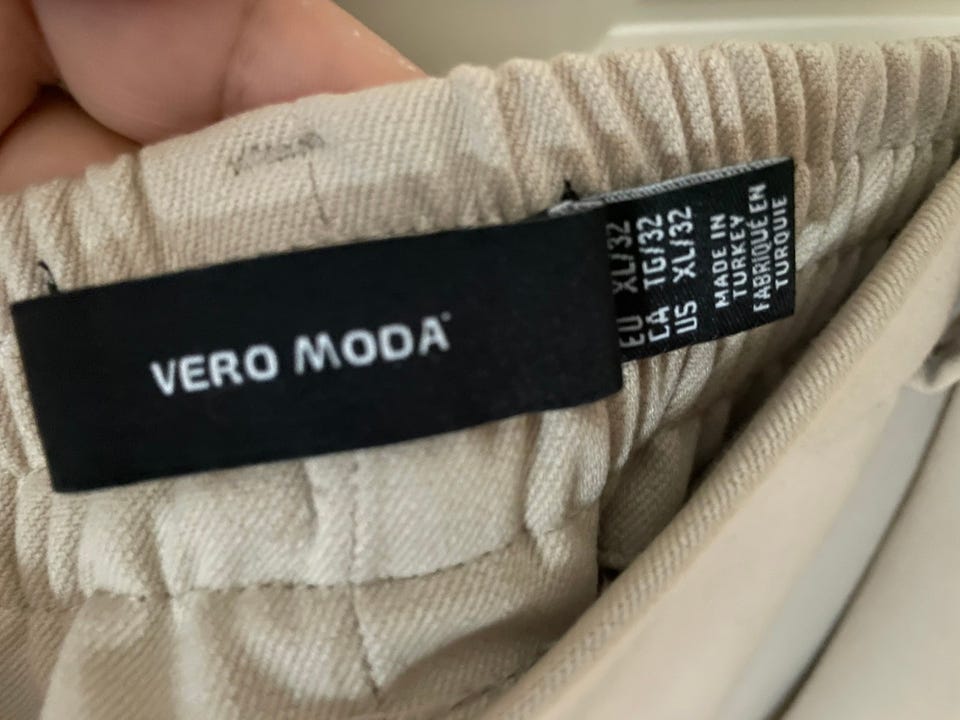 VERO MODA
EU XL/32
CA TG/32
US XL/32
MADE IN
TURKEY
FABRIQUÉ EN
TURQUIE